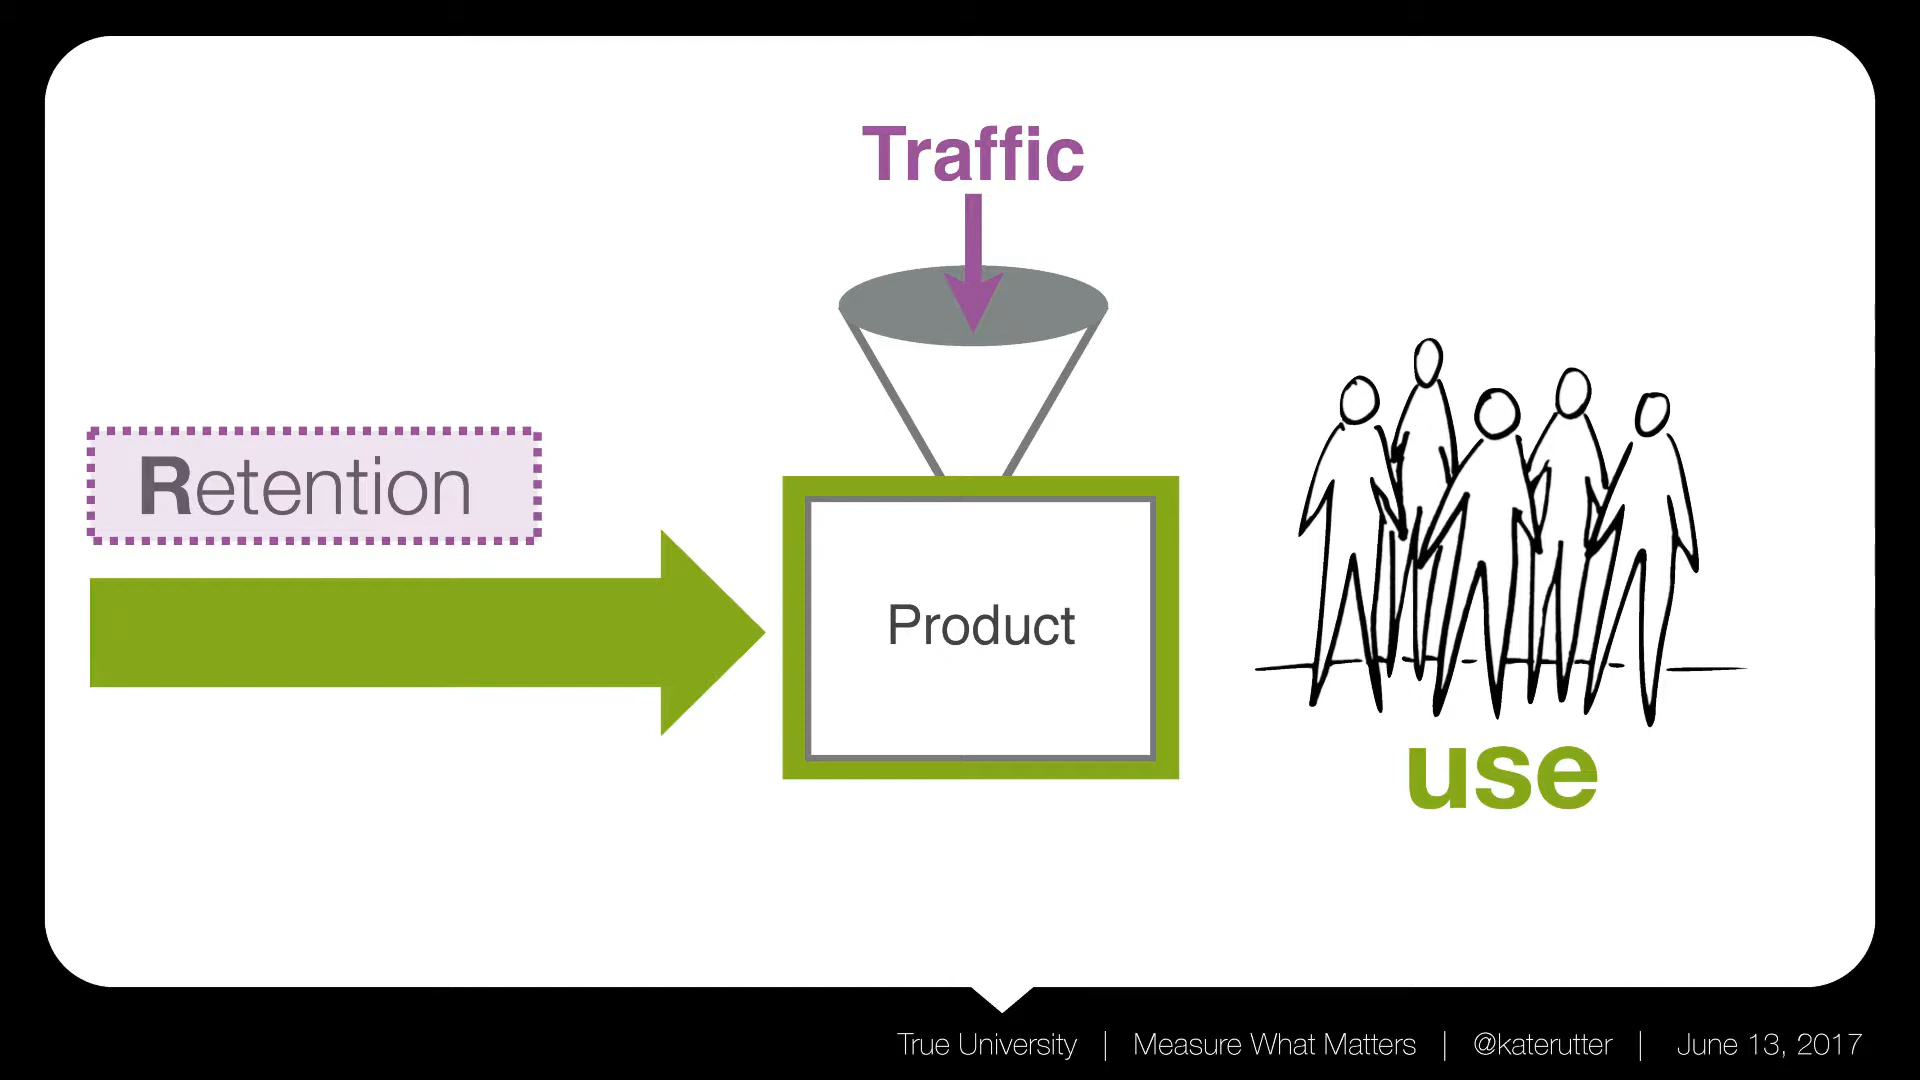 Traffic
Retention
Product
use
True University | Measure What Matters | @katerutter | June 13, 2017